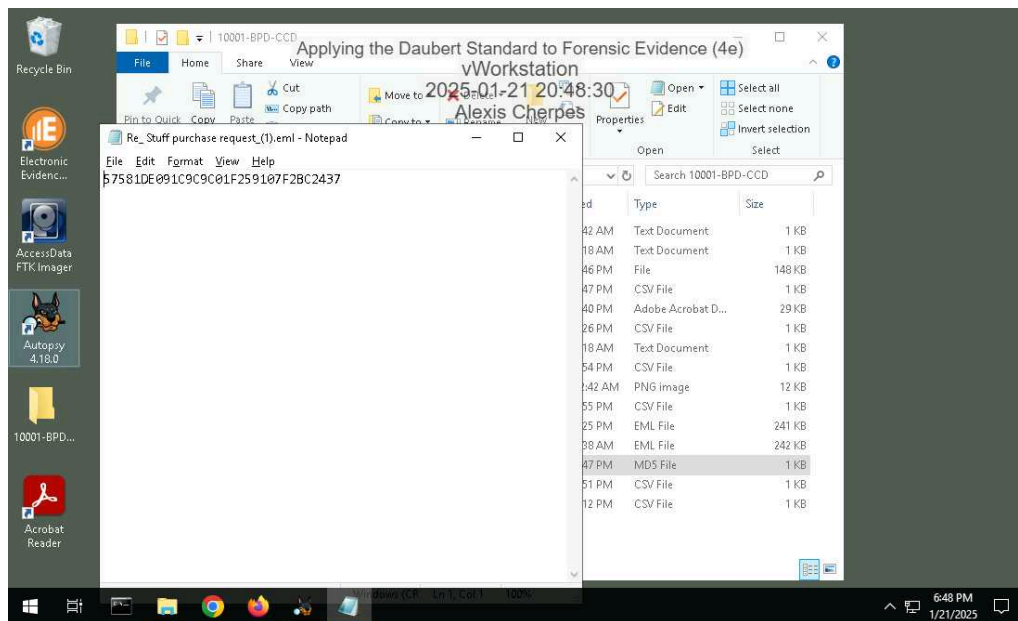 Recycle Bin
Electronic
Evidenc...
AccessData
FTK Imager
Autopsy
4.18.0
10001-BPD...
Acrobat
Reader
10001-BPD-CCD
Applying the Daubert Standard to Forensic Evidence (4e)
vWorkstation
2025-01-21 20:48:30
Alexis Cherpes
File Home Share View
Pin to Quick Copy Paste
Cut
Copy path
Move to
Delete
Copy to
Rename
New
Properties
Open
Edit
Open
Select all
Select none
Invert selection
Select
Search 10001-BPD-CCD
Re_ Stuff purchase request_(1).eml - Notepad
File Edit Format View Help
57581DE091C9C9C01F259107F2BC2437
Type Size
42 AM Text Document 1 KB
18 AM Text Document 1 KB
46 PM File 148 KB
47 PM CSV File 1 KB
40 PM Adobe Acrobat D... 29 KB
26 PM CSV File 1 KB
18 AM Text Document 1 KB
54 PM CSV File 1 KB
:42 AM PNG image 12 KB
55 PM CSV File 1 KB
25 PM EML File 241 KB
38 AM EML File 242 KB
47 PM MD5 File 1 KB
51 PM CSV File 1 KB
12 PM CSV File 1 KB
Windows (CR Ln 1, Col 1 100%
6:48 PM
1/21/2025